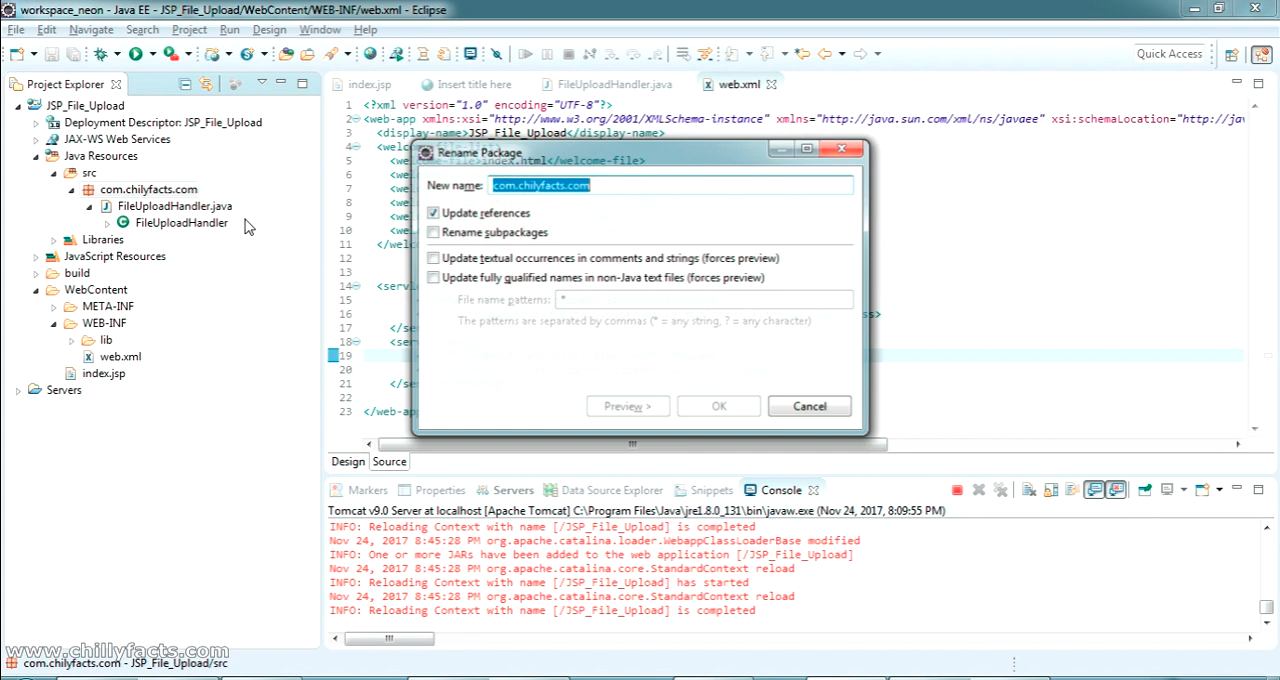 workspace_neon - Java EE - JSP_File_Upload/WebContent/WEB-INF/web.xml - Eclipse
File Edit Navigate Search Project Run Design Window Help
Quick Access
Project Explorer
JSP_File_Upload
Deployment Descriptor: JSP_File_Upload
JAX-WS Web Services
Java Resources
src
com.chilyfacts.com
FileUploadHandler.java
FileUploadHandler
Libraries
JavaScript Resources
build
WebContent
META-INF
WEB-INF
lib
web.xml
index.jsp
Servers
index.jsp Insert title here FileUploadHandler.java web.xml
1 <?xml version="1.0" encoding="UTF-8"?>
2 <web-app xmlns:xsi="http://www.w3.org/2001/XMLSchema-instance" xmlns="http://java.sun.com/xml/ns/javaee" xsi:schemaLocation="http://jav
3 <display-name>JSP_File_Upload</display-name>
4 <welcome-file-list>
5 <we index.html</welcome-file>
6 <we
7 <we
8 <we
9 <we
10 <we
11 </wel
12
13
14 <servl
15
16 s>
17 </se
18 <se
19
20
21 </se
22
23 </web-app
Rename Package
New name: com.chilyfacts.com
Update references
Rename subpackages
Update textual occurrences in comments and strings (forces preview)
Update fully qualified names in non-Java text files (forces preview)
File name patterns: *
The patterns are separated by commas (* = any string, ? = any character)
Preview > OK Cancel
Design Source
Markers Properties Servers Data Source Explorer Snippets Console
Tomcat v9.0 Server at localhost [Apache Tomcat] C:\Program Files\Java\jre1.8.0_131\bin\javaw.exe (Nov 24, 2017, 8:09:55 PM)
INFO: Reloading Context with name [/JSP_File_Upload] is completed
Nov 24, 2017 8:45:28 PM org.apache.catalina.loader.WebappClassLoaderBase modified
INFO: One or more JARs have been added to the web application [/JSP_File_Upload]
Nov 24, 2017 8:45:28 PM org.apache.catalina.core.StandardContext reload
INFO: Reloading Context with name [/JSP_File_Upload] has started
Nov 24, 2017 8:45:28 PM org.apache.catalina.core.StandardContext reload
INFO: Reloading Context with name [/JSP_File_Upload] is completed
www.chillyfacts.com
com.chilyfacts.com - JSP_File_Upload/src